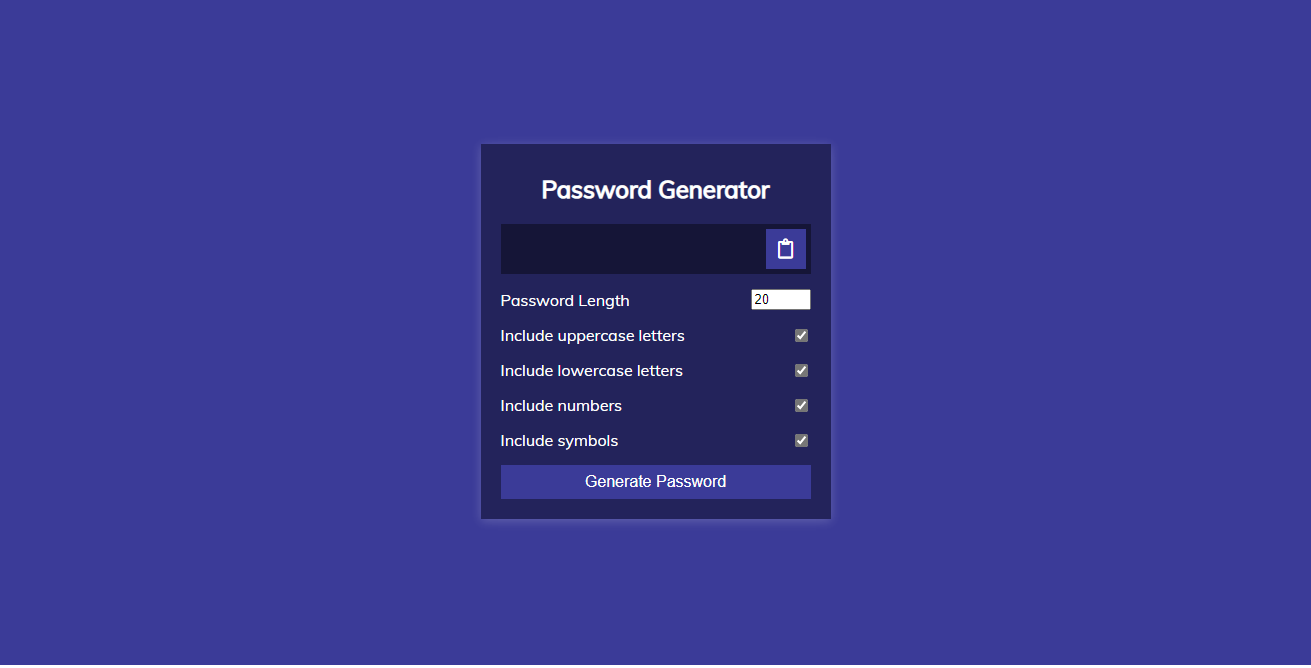 Password Generator
Password Length 20
Include uppercase letters
Include lowercase letters
Include numbers
Include symbols
Generate Password